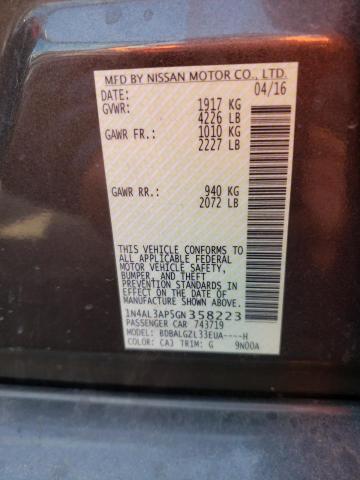 MFD BY NISSAN MOTOR CO., LTD.
DATE: 04/16
GVWR: 1917 KG
4226 LB
GAWR FR.: 1010 KG
2227 LB
GAWR RR.: 940 KG
2072 LB
THIS VEHICLE CONFORMS TO
ALL APPLICABLE FEDERAL
MOTOR VEHICLE SAFETY,
BUMPER, AND THEFT
PREVENTION STANDARDS IN
EFFECT ON THE DATE OF
MANUFACTURE SHOWN ABOVE.
1N4AL3AP5GN358223
PASSENGER CAR 743719
MODEL: BDBALGZL33EUA----H
COLOR: CAJ TRIM: G 9N00A